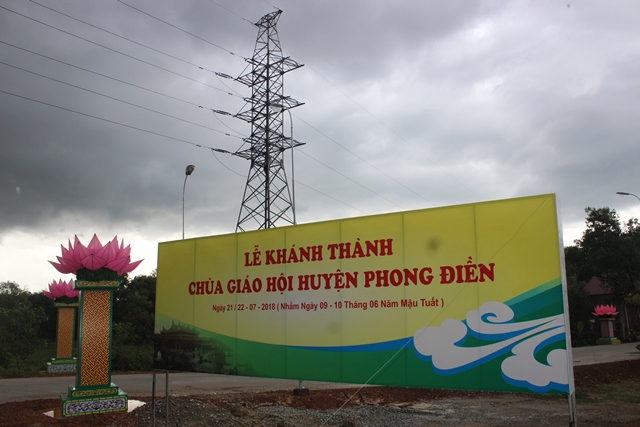 LỄ KHÁNH THÀNH
CHÙA GIÁO HỘI HUYỆN PHONG ĐIỀN
Ngày 21 / 22 - 07 - 2018 ( Nhằm Ngày 09 - 10 Tháng 06 Năm Mậu Tuất )